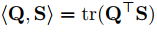 ⟨Q, S⟩ = tr(Q⊤S)